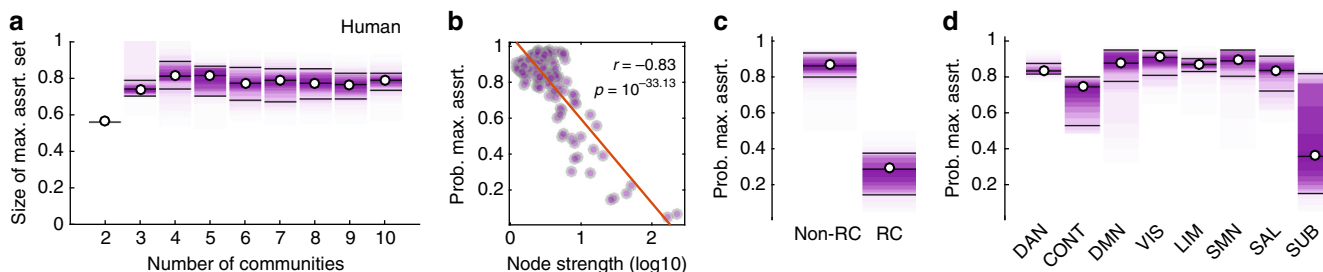 a
Human
Size of max. assrt. set
1
0.8
0.6
0.4
0.2
0
2 3 4 5 6 7 8 9 10
Number of communities
b
Prob. max. assrt.
1
0.8
0.6
0.4
0.2
r = −0.83
p = 10^−33.13
0 1 2
Node strength (log10)
c
Prob. max. assrt.
1
0.8
0.6
0.4
0.2
Non-RC RC
d
Prob. max. assrt.
1
0.8
0.6
0.4
0.2
DAN CONT DMN VIS LIM SMN SAL SUB